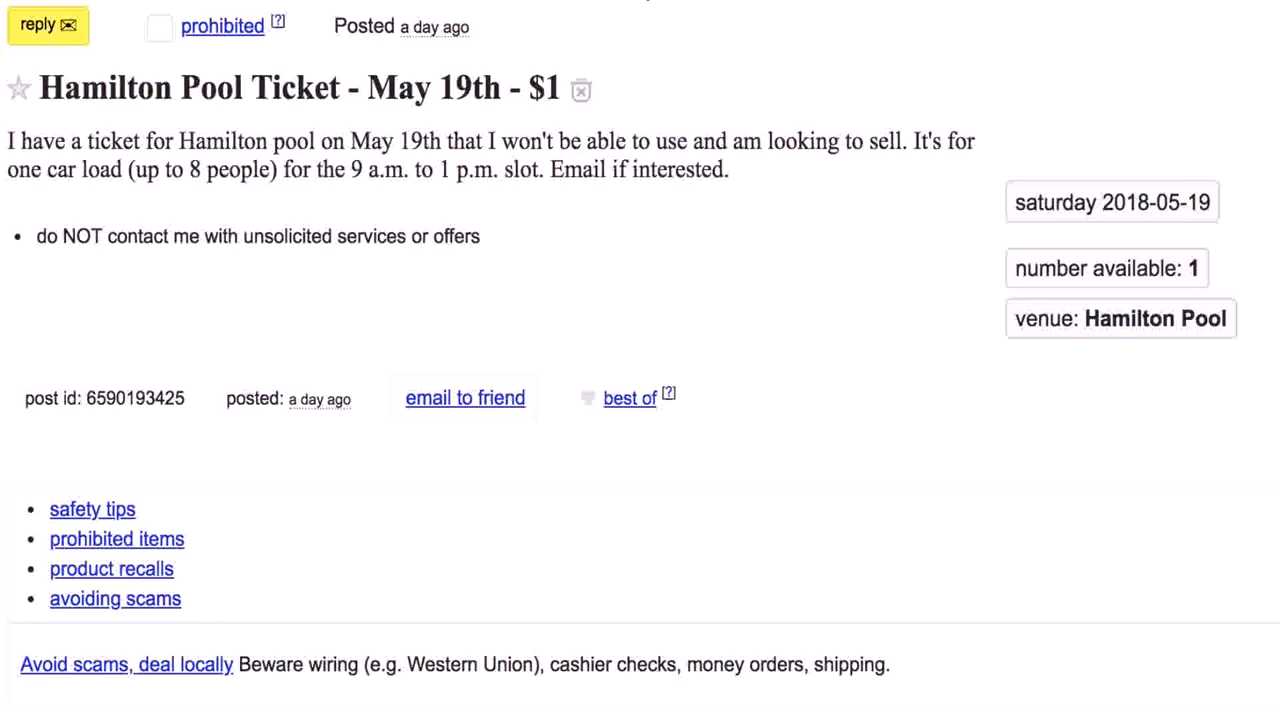 reply
prohibited [?] Posted a day ago
Hamilton Pool Ticket - May 19th - $1
I have a ticket for Hamilton pool on May 19th that I won't be able to use and am looking to sell. It's for
one car load (up to 8 people) for the 9 a.m. to 1 p.m. slot. Email if interested.
saturday 2018-05-19
• do NOT contact me with unsolicited services or offers
number available: 1
venue: Hamilton Pool
post id: 6590193425 posted: a day ago email to friend best of [?]
• safety tips
• prohibited items
• product recalls
• avoiding scams
Avoid scams, deal locally Beware wiring (e.g. Western Union), cashier checks, money orders, shipping.